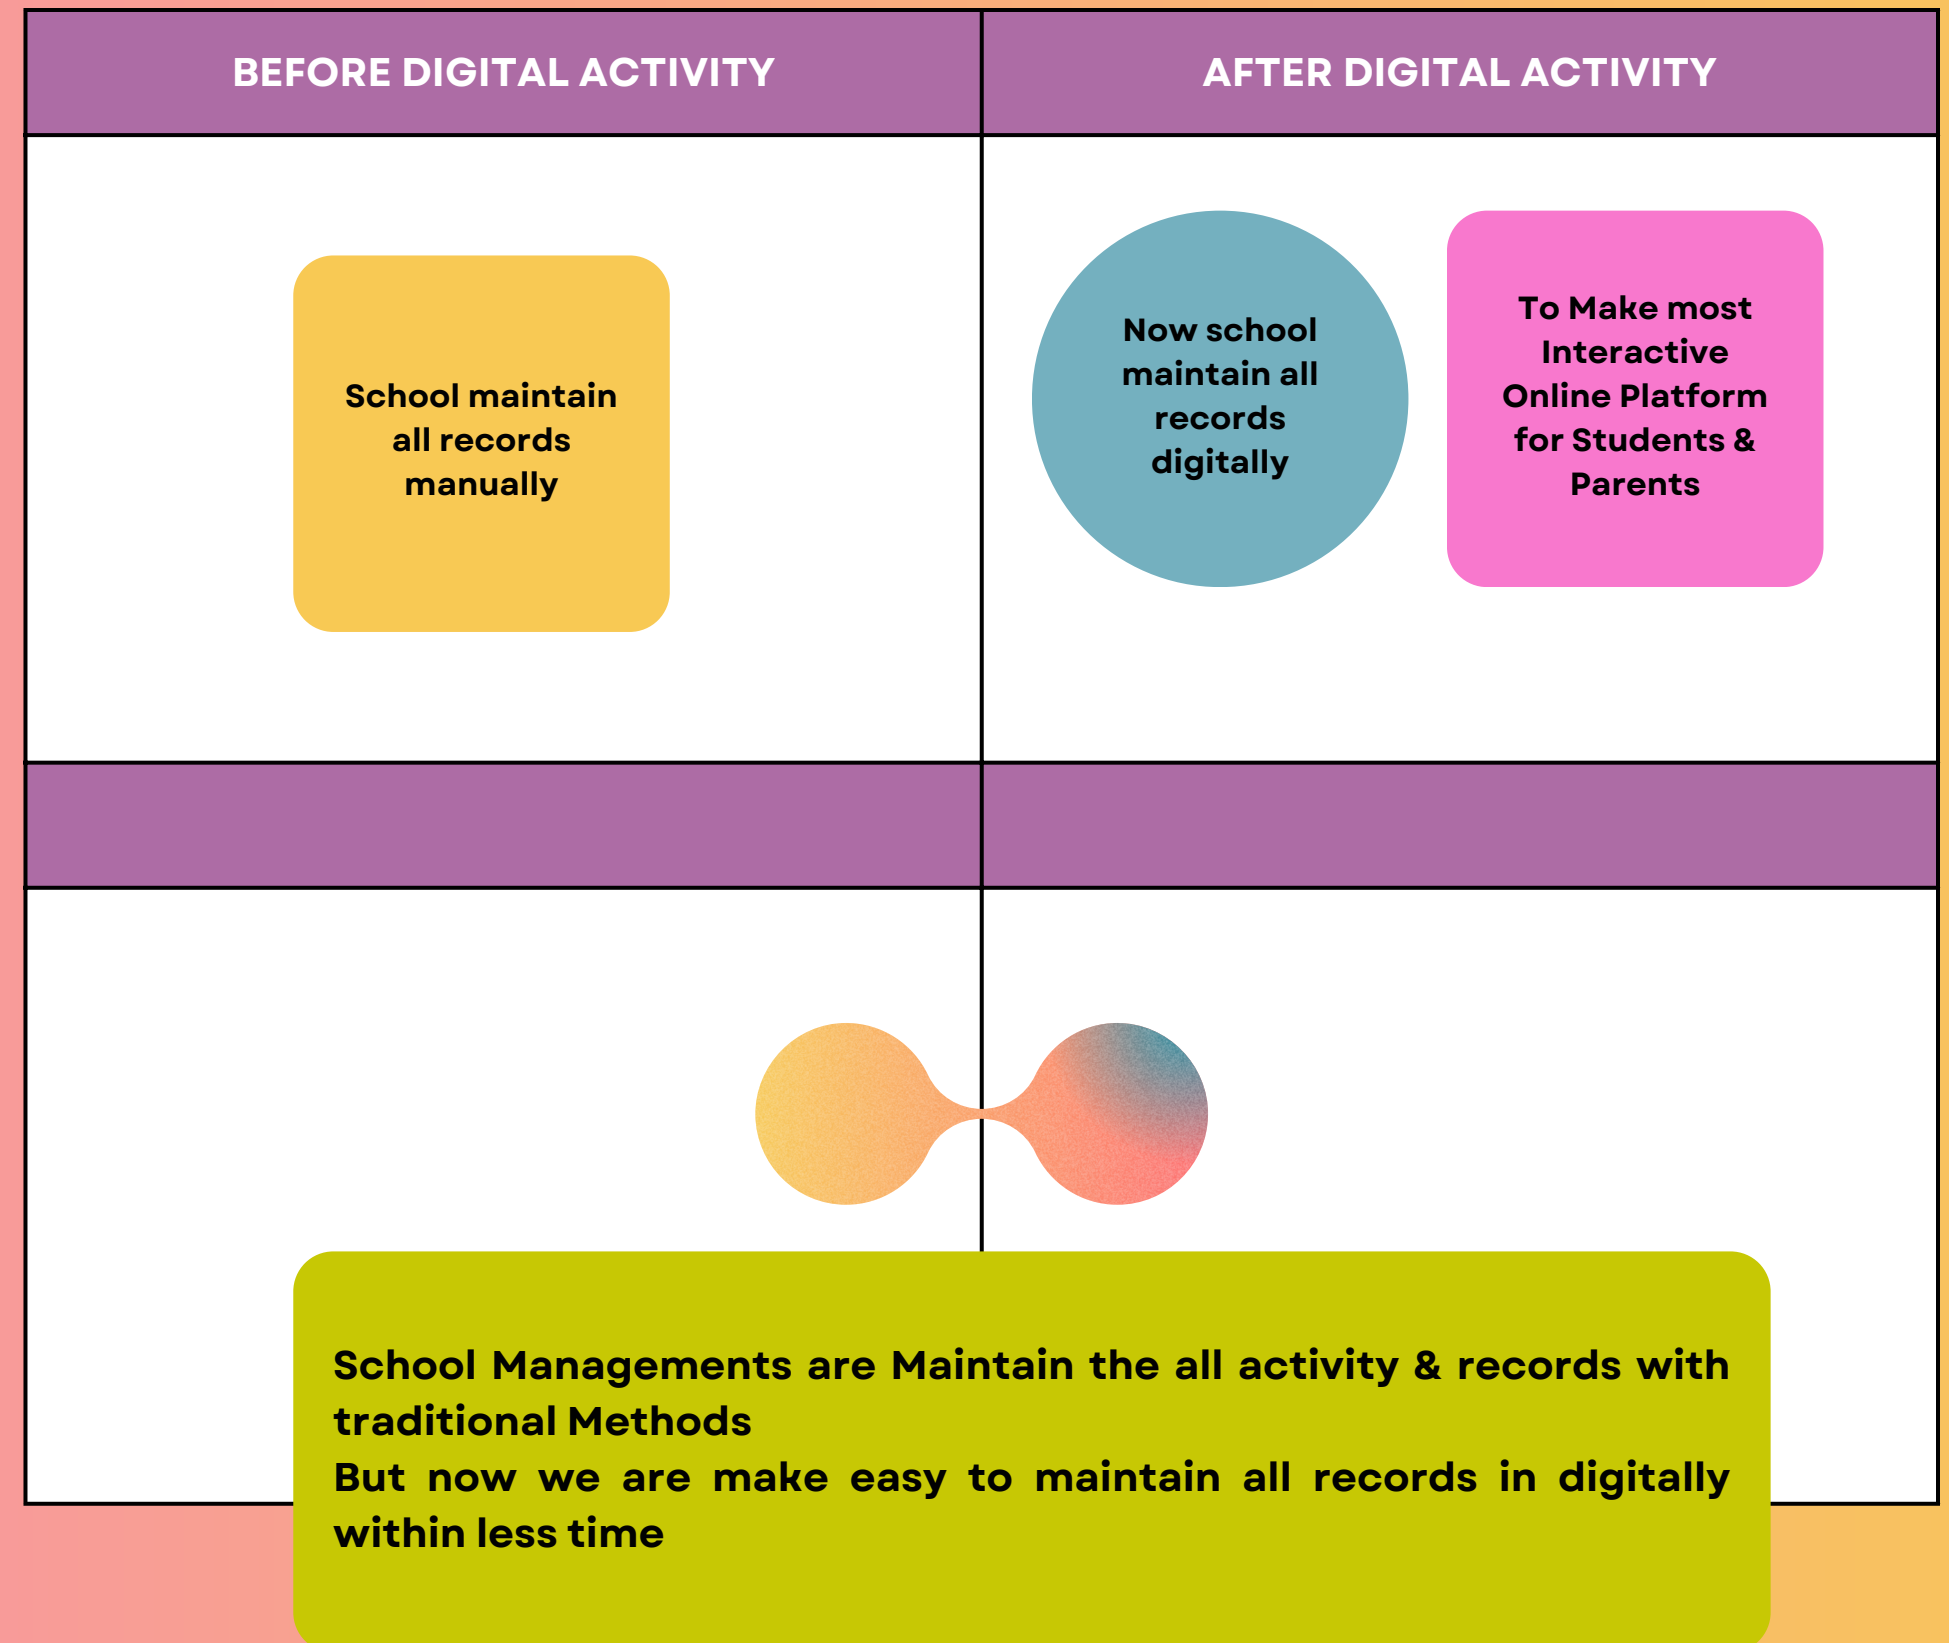 BEFORE DIGITAL ACTIVITY
AFTER DIGITAL ACTIVITY
School maintain
all records
manually
Now school
maintain all
records
digitally
To Make most
Interactive
Online Platform
for Students &
Parents
School Managements are Maintain the all activity & records with
traditional Methods
But now we are make easy to maintain all records in digitally
within less time